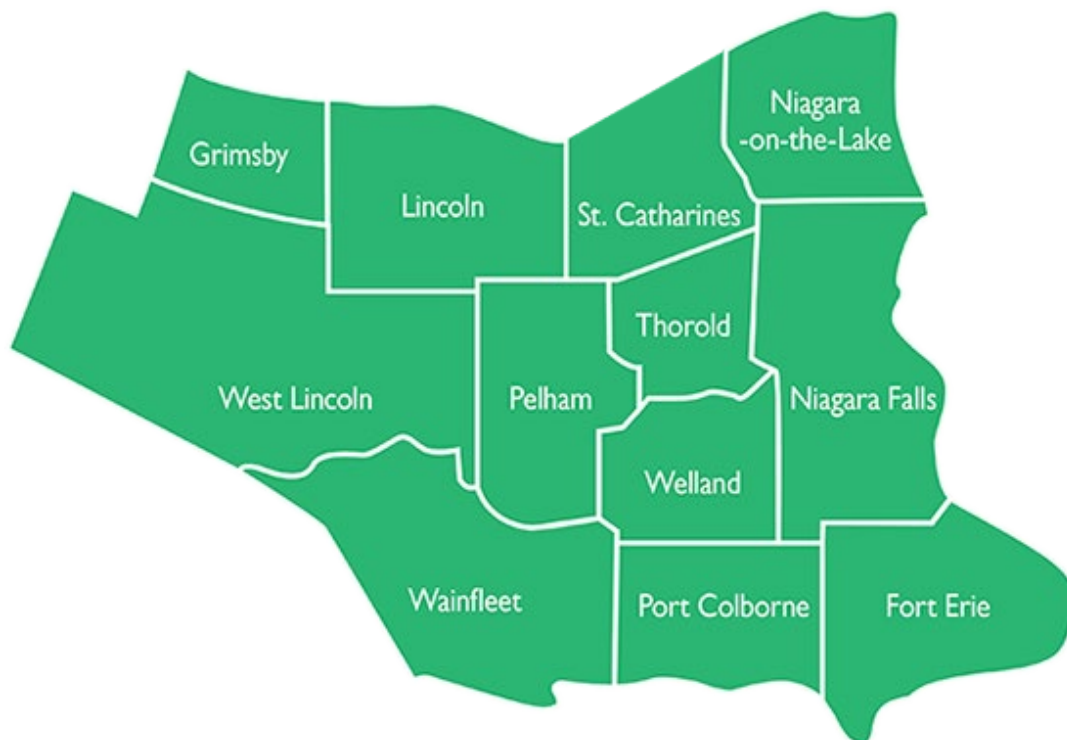 Niagara
-on-the-Lake
Grimsby
Lincoln
St. Catharines
Thorold
West Lincoln
Pelham
Niagara Falls
Welland
Wainfleet
Port Colborne
Fort Erie